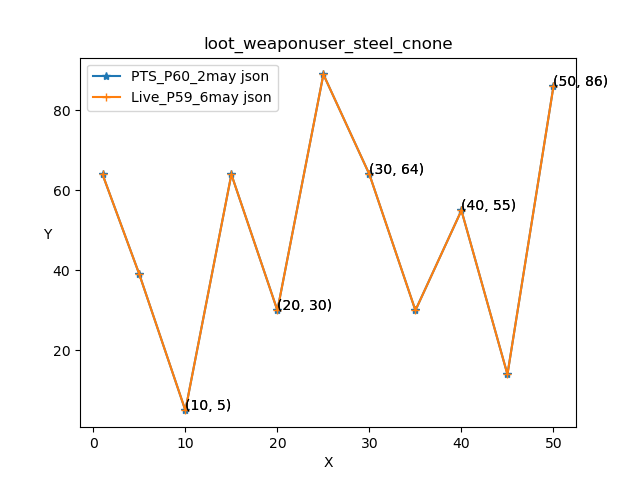 loot_weaponuser_steel_cnone
PTS_P60_2may json
Live_P59_6may json
(50, 86)
80
(30, 64)
60
(40, 55)
Y
40
(20, 30)
20
(10, 5)
0 10 20 30 40 50
X